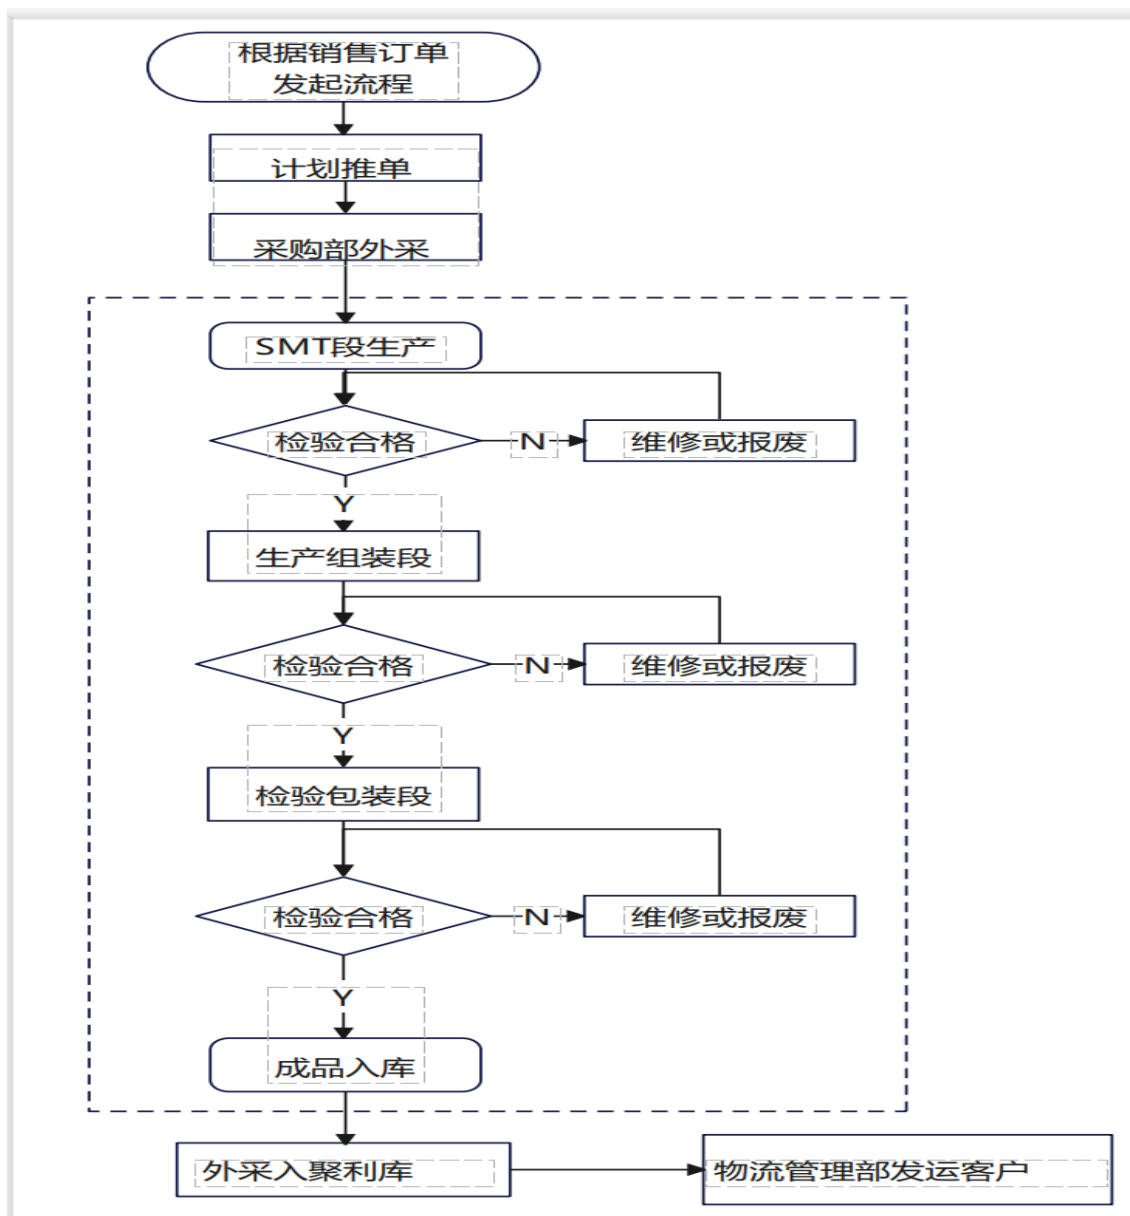 根据销售订单
发起流程
计划推单
采购部外采
SMT段生产
检验合格
N
维修或报废
Y
生产组装段
检验合格
N
维修或报废
Y
检验包装段
检验合格
N
维修或报废
Y
成品入库
外采入聚利库
物流管理部发运客户